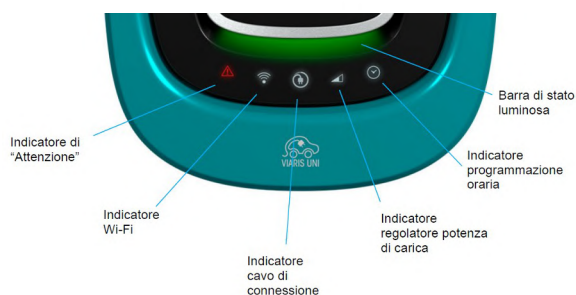 Barra di stato
luminosa
Indicatore di
“Attenzione”
VIARIS UNI
Indicatore
programmazione
oraria
Indicatore
Wi-Fi
Indicatore
regolatore potenza
di carica
Indicatore
cavo di
connessione